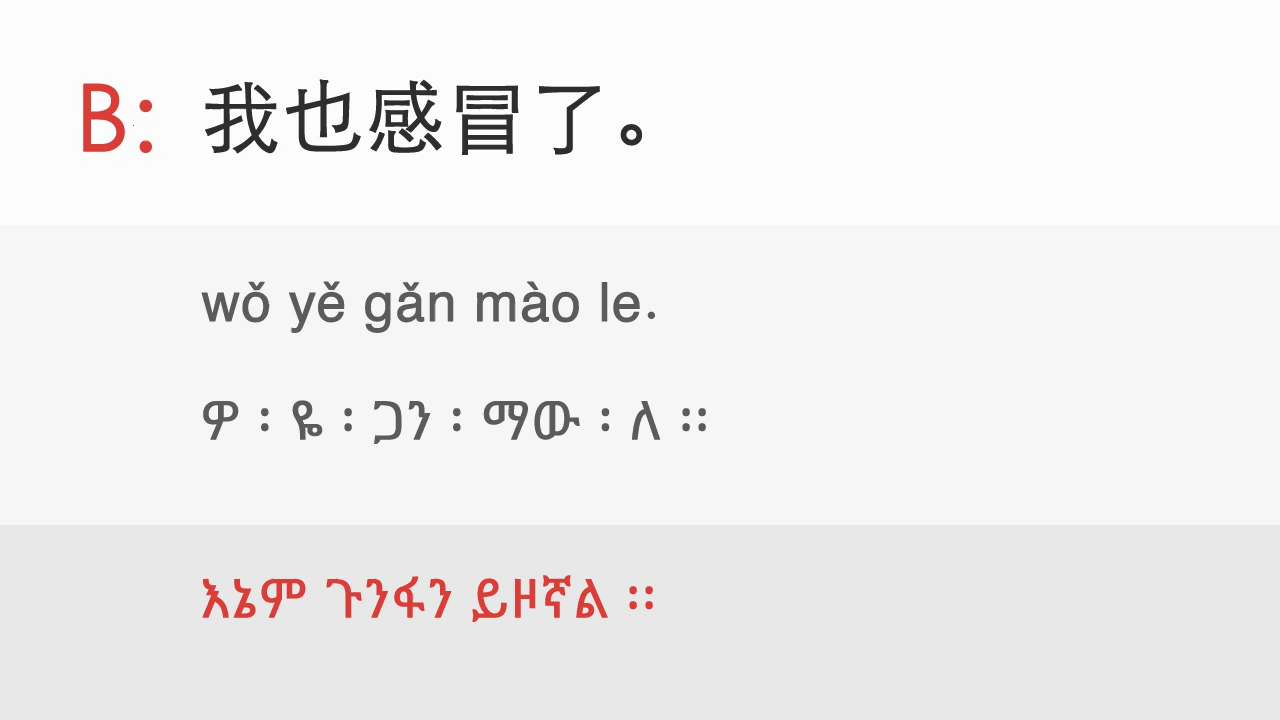 B: 我也感冒了。
wǒ yě gǎn mào le.
ዎ ፡ ዬ ፡ ጋን ፡ ማው ፡ ለ ።
እኔም ጉንፋን ይዞኛል ።